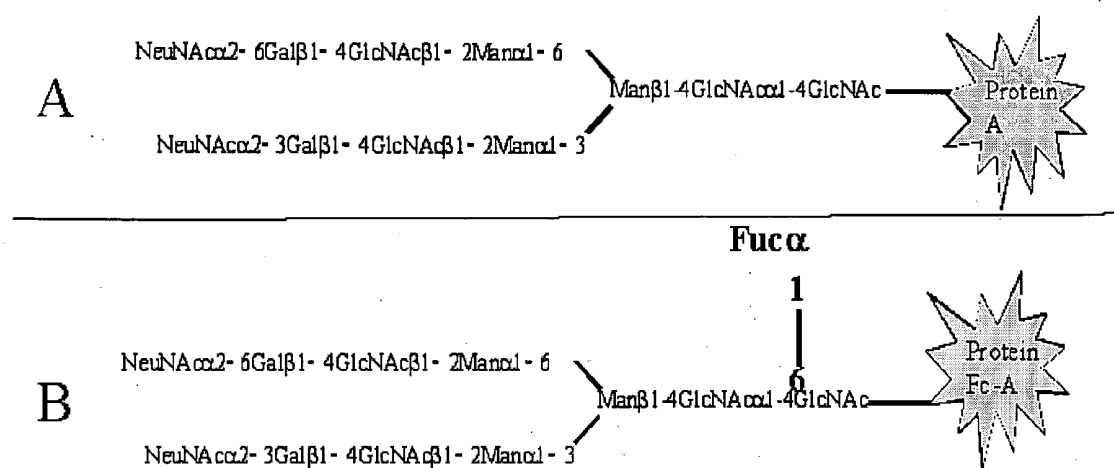 A
NeuNAcα2- 6Galβ1- 4GlcNAcβ1- 2Manα1- 6
Manβ1-4GlcNAcα1-4GlcNAc
NeuNAcα2- 3Galβ1- 4GlcNAcβ1- 2Manα1- 3
Protein
A
B
Fucα
1
6
NeuNAcα2- 6Galβ1- 4GlcNAcβ1- 2Manα1- 6
Manβ1-4GlcNAcα1-4GlcNAc
NeuNAcα2- 3Galβ1- 4GlcNAcβ1- 2Manα1- 3
Protein
Fc-A